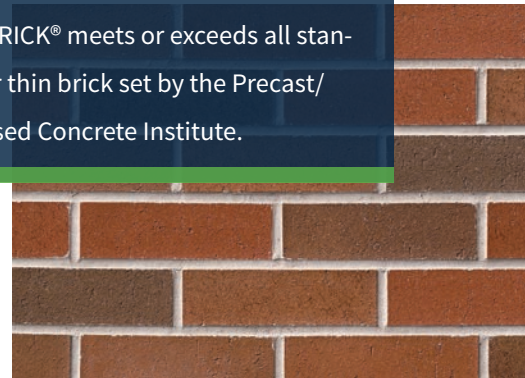 RICK® meets or exceeds all stan-
r thin brick set by the Precast/
sed Concrete Institute.